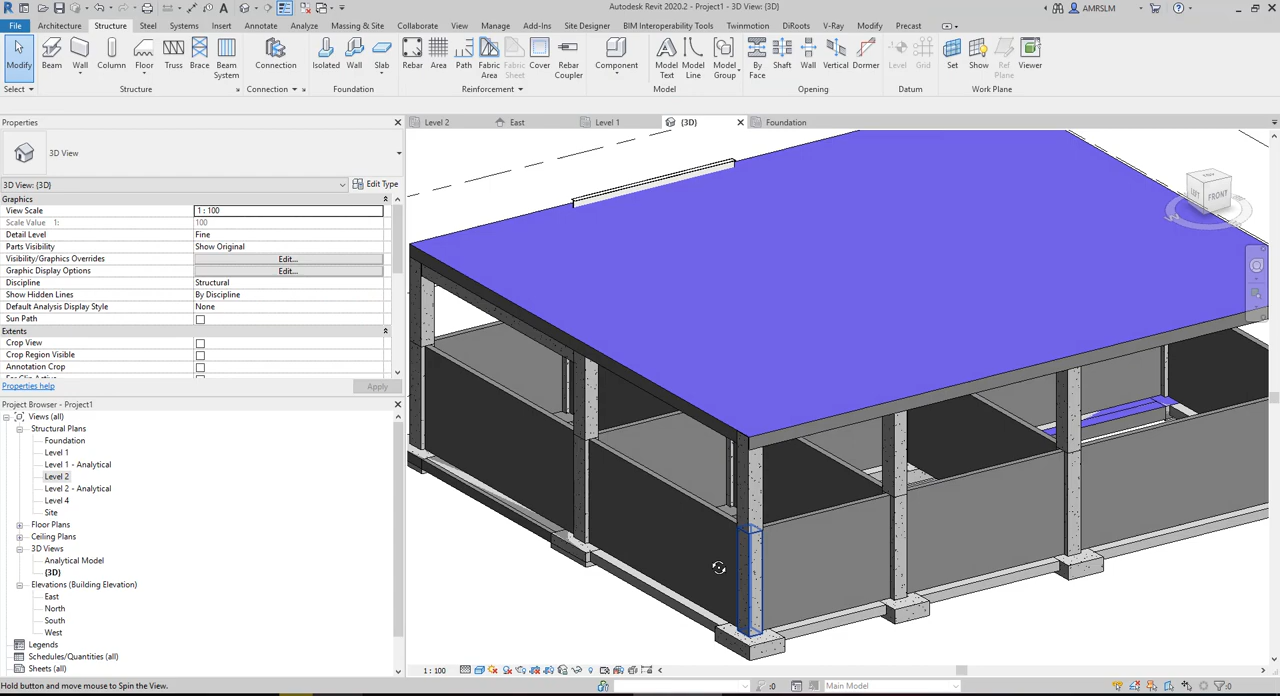 Autodesk Revit 2020.2 - Project1 - 3D View: {3D}
AMRSLM
File Architecture Structure Steel Systems Insert Annotate Analyze Massing & Site Collaborate View Manage Add-Ins Site Designer BIM Interoperability Tools Twinmotion DiRoots Viz-B Modify Precast
Modify Beam Wall Column Floor Truss Brace Beam System Connection Isolated Wall Slab Rebar Area Path Fabric Area Fabric Sheet Cover Rebar Coupler Component Model Text Model Line Model Group By Face Shaft Wall Vertical Dormer Level Grid Set Show Ref Plane Viewer
Select Structure Connection Foundation Reinforcement Model Opening Datum Work Plane
Properties
Level 2 East Level 1 {3D} Foundation
3D View
3D View: {3D} Edit Type
Graphics
View Scale 1 : 100
Scale Value 1: 100
Detail Level Fine
Parts Visibility Show Original
Visibility/Graphics Overrides Edit...
Graphic Display Options Edit...
Discipline Structural
Show Hidden Lines By Discipline
Default Analysis Display Style None
Sun Path
Extents
Crop View
Crop Region Visible
Annotation Crop
Properties help Apply
LEFT FRONT
Project Browser - Project1
Views (all)
Structural Plans
Foundation
Level 1
Level 1 - Analytical
Level 2
Level 2 - Analytical
Level 4
Site
Floor Plans
Ceiling Plans
3D Views
Analytical Model
{3D}
Elevations (Building Elevation)
East
North
South
West
Legends
Schedules/Quantities (all)
Sheets (all)
1 : 100
Hold button and move mouse to Spin the View.
:0 Main Model :0